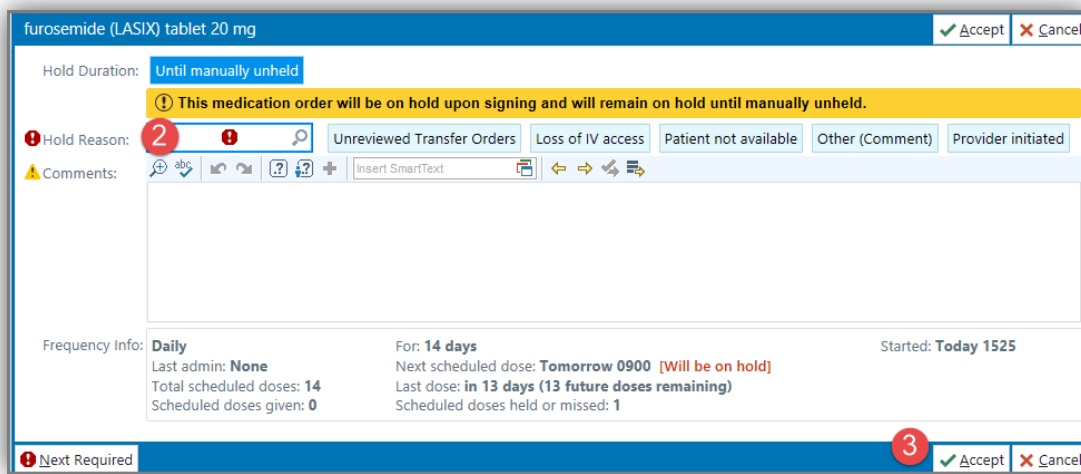 furosemide (LASIX) tablet 20 mg Accept Cancel
Hold Duration: Until manually unheld
This medication order will be on hold upon signing and will remain on hold until manually unheld.
Hold Reason: 2 Unreviewed Transfer Orders Loss of IV access Patient not available Other (Comment) Provider initiated
Comments: abc Insert SmartText
Frequency Info: Daily For: 14 days Started: Today 1525
Last admin: None Next scheduled dose: Tomorrow 0900 [Will be on hold]
Total scheduled doses: 14 Last dose: in 13 days (13 future doses remaining)
Scheduled doses given: 0 Scheduled doses held or missed: 1
Next Required 3 Accept Cancel